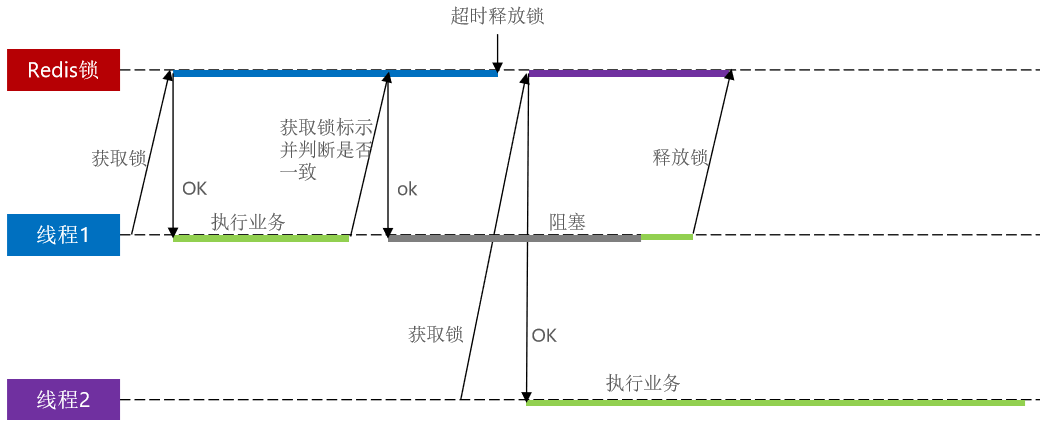 超时释放锁
Redis锁
获取锁标示
并判断是否
一致
获取锁
释放锁
OK
ok
线程1
执行业务
阻塞
获取锁
OK
线程2
执行业务